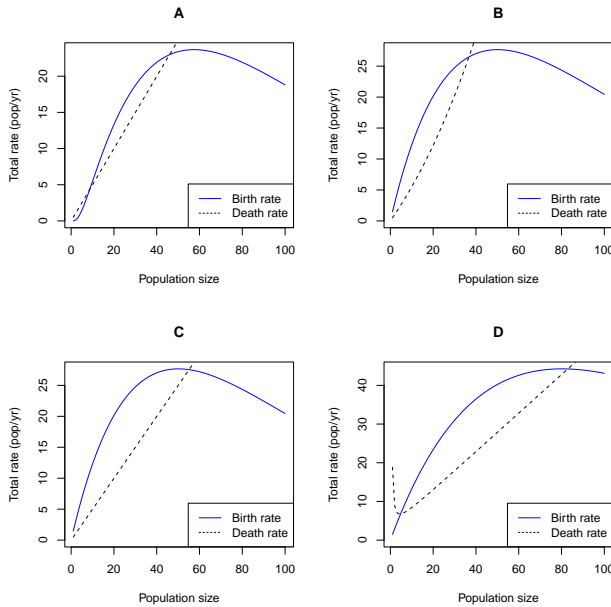 A
Total rate (pop/yr)
20
15
10
5
0
Birth rate
Death rate
0 20 40 60 80 100
Population size
B
Total rate (pop/yr)
25
20
15
10
5
0
Birth rate
Death rate
0 20 40 60 80 100
Population size
C
Total rate (pop/yr)
25
20
15
10
5
0
Birth rate
Death rate
0 20 40 60 80 100
Population size
D
Total rate (pop/yr)
40
30
20
10
0
Birth rate
Death rate
0 20 40 60 80 100
Population size